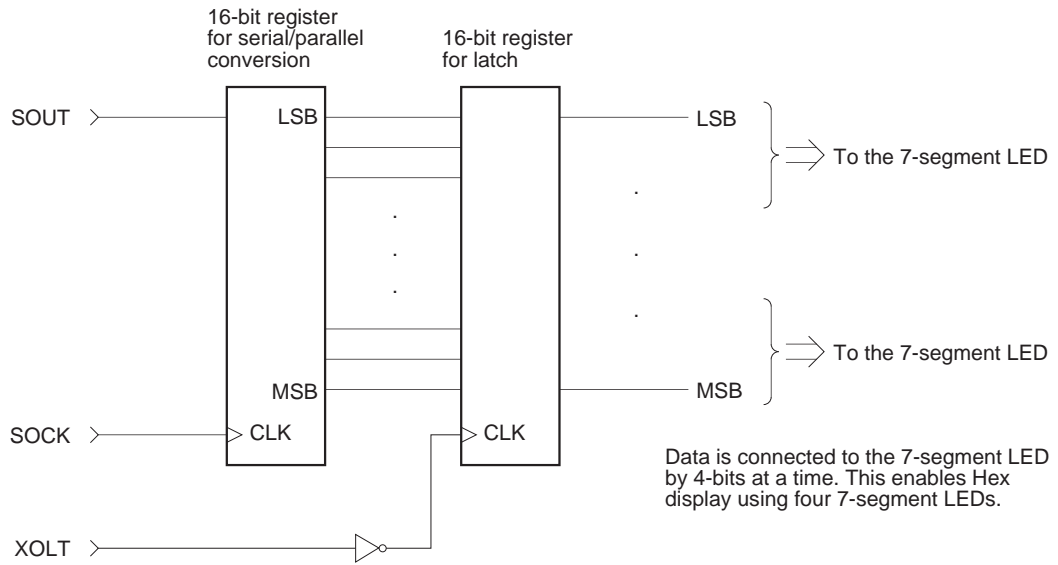 16-bit register
for serial/parallel
conversion
16-bit register
for latch
SOUT
LSB
LSB
To the 7-segment LED
To the 7-segment LED
MSB
MSB
SOCK
CLK
CLK
Data is connected to the 7-segment LED
by 4-bits at a time. This enables Hex
display using four 7-segment LEDs.
XOLT